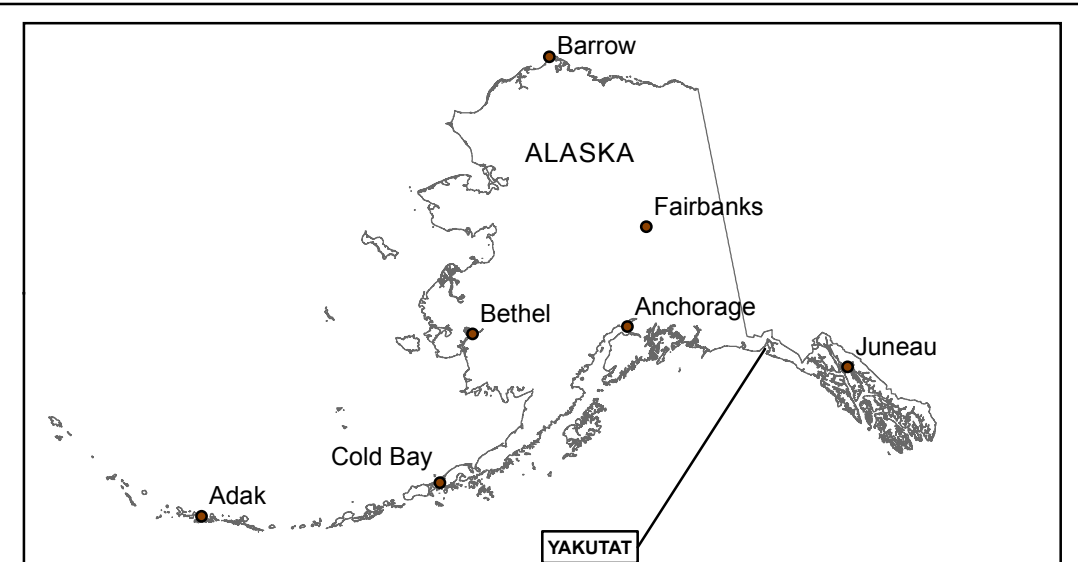 Barrow
ALASKA
Fairbanks
Anchorage
Bethel
Juneau
Cold Bay
Adak
YAKUTAT